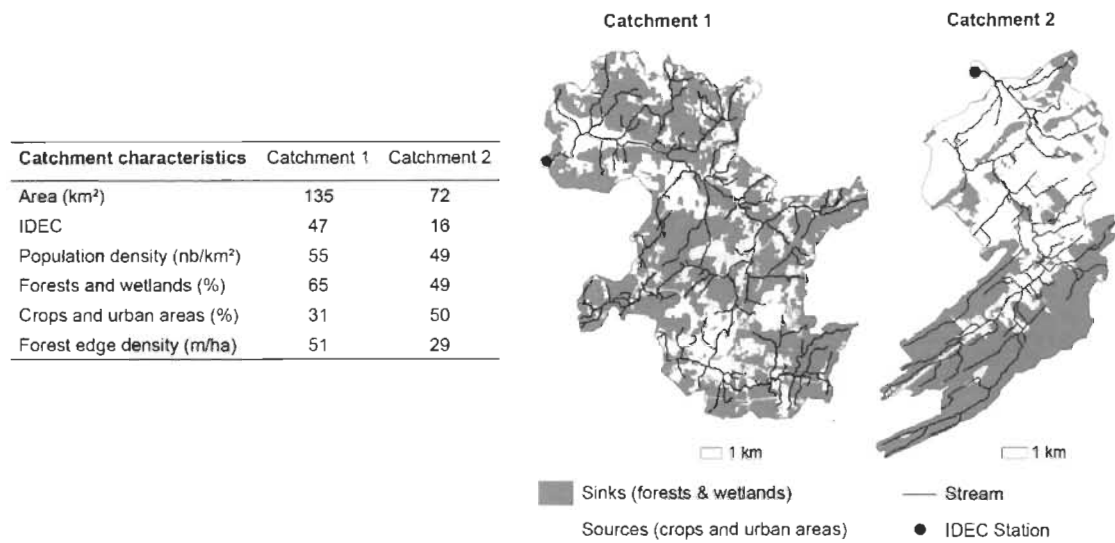 Catchment characteristics Catchment 1 Catchment 2
Area (km²) 135 72
IDEC 47 16
Population density (nb/km²) 55 49
Forests and wetlands (%) 65 49
Crops and urban areas (%) 31 50
Forest edge density (m/ha) 51 29
Catchment 1
Catchment 2
1 km
1 km
Sinks (forests & wetlands)
Stream
Sources (crops and urban areas)
IDEC Station